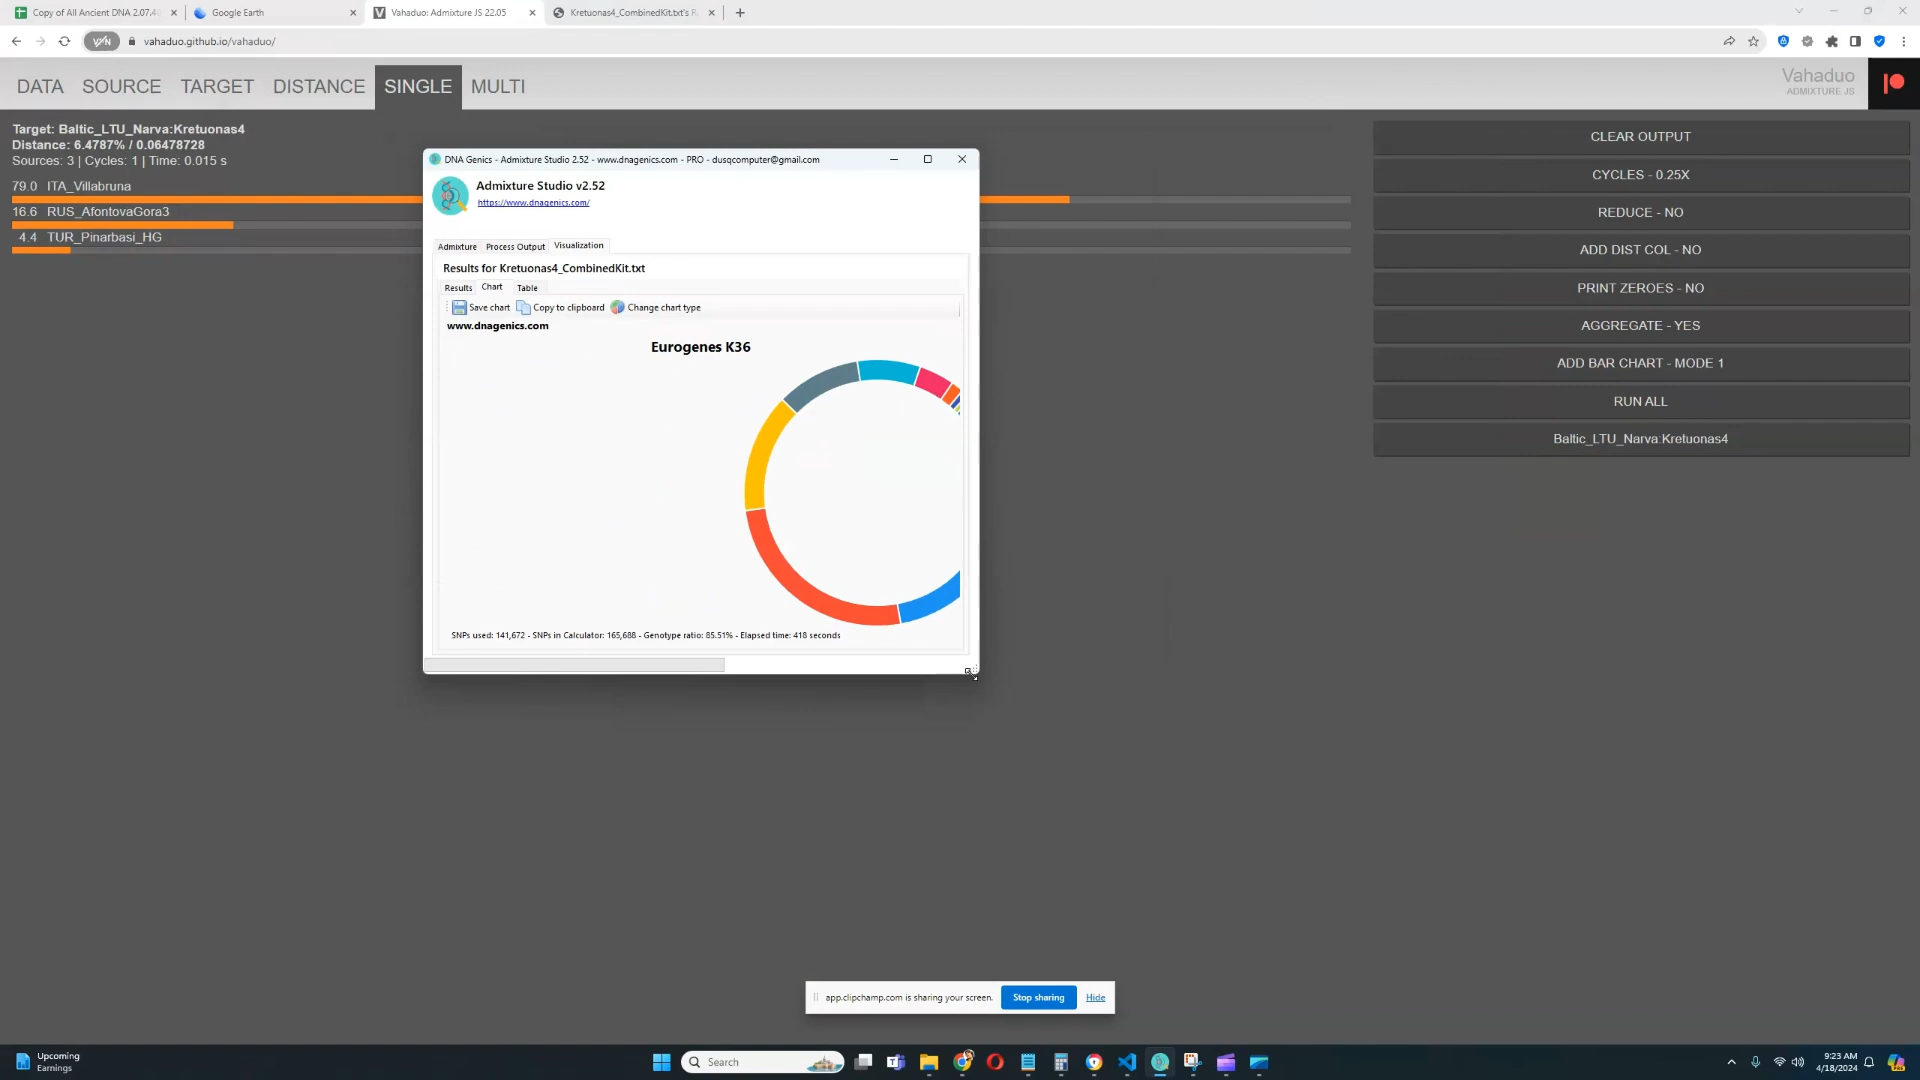 Copy of All Ancient DNA 2.07.40
Google Earth
Vahaduo: Admixture JS 22.05
Kretuonas4_CombinedKit.txt's R
VPN
vahaduo.github.io/vahaduo/
DATA SOURCE TARGET DISTANCE SINGLE MULTI
Vahaduo
ADMIXTURE JS
Target: Baltic_LTU_Narva:Kretuonas4
Distance: 6.4787% / 0.06478728
Sources: 3 | Cycles: 1 | Time: 0.015 s
79.0 ITA_Villabruna
16.6 RUS_AfontovaGora3
4.4 TUR_Pinarbasi_HG
DNA Genics - Admixture Studio 2.52 - www.dnagenics.com - PRO - dusqcomputer@gmail.com
Admixture Studio v2.52
https://www.dnagenics.com/
Admixture Process Output Visualization
Results for Kretuonas4_CombinedKit.txt
Results Chart Table
Save chart Copy to clipboard Change chart type
www.dnagenics.com
Eurogenes K36
SNPs used: 141,672 - SNPs in Calculator: 165,688 - Genotype ratio: 85.51% - Elapsed time: 418 seconds
CLEAR OUTPUT
CYCLES - 0.25X
REDUCE - NO
ADD DIST COL - NO
PRINT ZEROES - NO
AGGREGATE - YES
ADD BAR CHART - MODE 1
RUN ALL
Baltic_LTU_Narva:Kretuonas4
app.clipchamp.com is sharing your screen.
Stop sharing
Hide
Upcoming
Earnings
Search
9:23 AM
4/18/2024